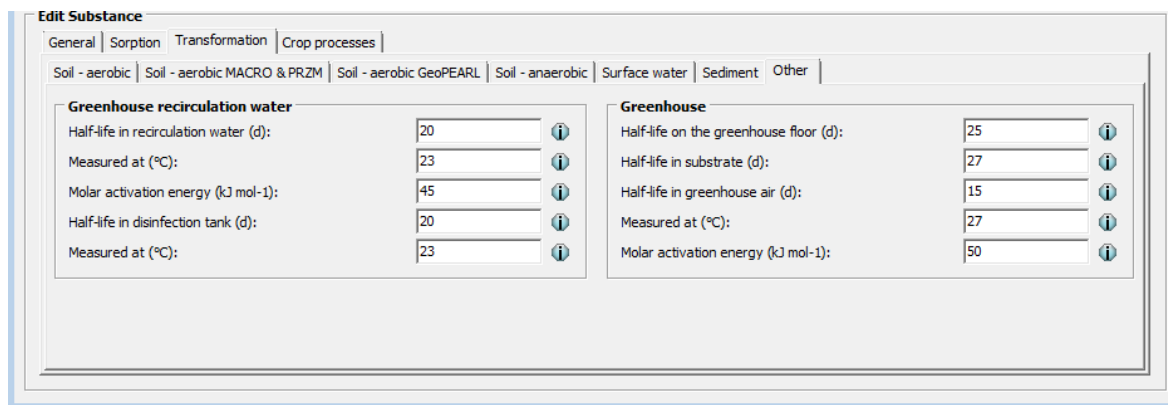 Edit Substance
General Sorption Transformation Crop processes
Soil - aerobic Soil - aerobic MACRO & PRZM Soil - aerobic GeoPEARL Soil - anaerobic Surface water Sediment Other
Greenhouse recirculation water
Half-life in recirculation water (d): 20
Measured at (ºC): 23
Molar activation energy (kJ mol-1): 45
Half-life in disinfection tank (d): 20
Measured at (ºC): 23
Greenhouse
Half-life on the greenhouse floor (d): 25
Half-life in substrate (d): 27
Half-life in greenhouse air (d): 15
Measured at (ºC): 27
Molar activation energy (kJ mol-1): 50